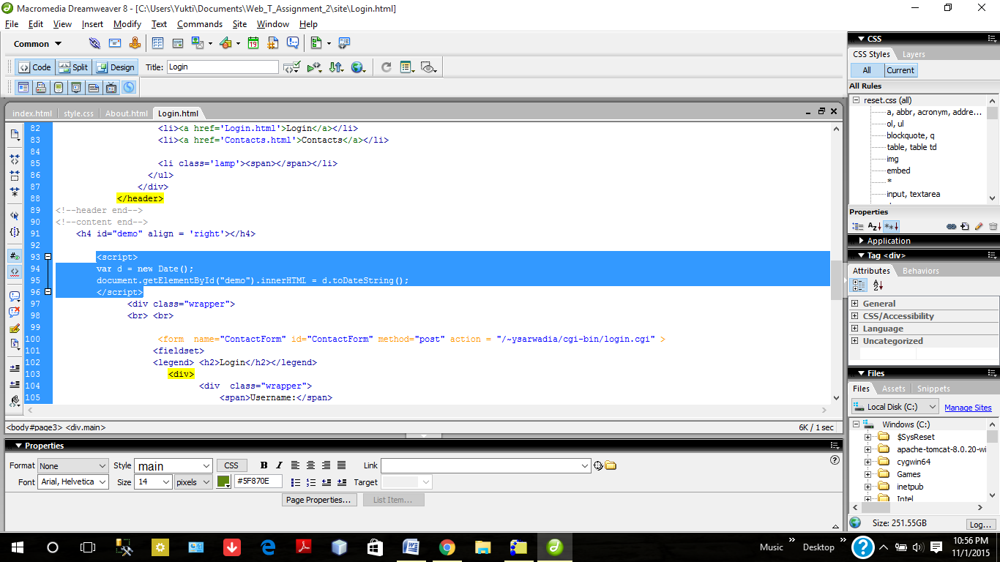 Macromedia Dreamweaver 8 - [C:\Users\Yukti\Documents\Web_T_Assignment_2\site\Login.html]
File Edit View Insert Modify Text Commands Site Window Help
Common
Code Split Design Title: Login
index.html style.css About.html Login.html
82 <li><a href='Login.html'>Login</a></li>
83 <li><a href='Contacts.html'>Contacts</a></li>
84
85 <li class='lamp'><span></span></li>
86 </ul>
87 </div>
88 </header>
89 <!--header end-->
90 <!--content end-->
91 <h4 id="demo" align = 'right'></h4>
92
93 <script>
94 var d = new Date();
95 document.getElementById("demo").innerHTML = d.toDateString();
96 </script>
97 <div class="wrapper">
98 <br> <br>
99
100 <form  name="ContactForm" id="ContactForm" method="post" action = "/~ysarwadia/cgi-bin/login.cgi" >
101 <fieldset>
102 <legend> <h2>Login</h2></legend>
103 <div>
104 <div  class="wrapper">
105 <span>Username:</span>
<body#page3> <div.main> 6K / 1 sec
Properties
Format None Style main CSS B I Link
Font Arial, Helvetica Size 14 pixels #5F870E Target
Page Properties... List Item...
CSS
CSS Styles Layers
All Current
All Rules
reset.css (all)
a, abbr, acronym, addre...
ol, ul
blockquote, q
table, table td
img
embed
*
input, textarea
Properties
Application
Tag <div>
Attributes Behaviors
General
CSS/Accessibility
Language
Uncategorized
Files
Files Assets Snippets
Local Disk (C:) Manage Sites
Windows (C:)
$SysReset
apache-tomcat-8.0.20-wi
cygwin64
Games
inetpub
Intel
Size: 251.55GB Log...
Music Desktop 10:56 PM
11/1/2015